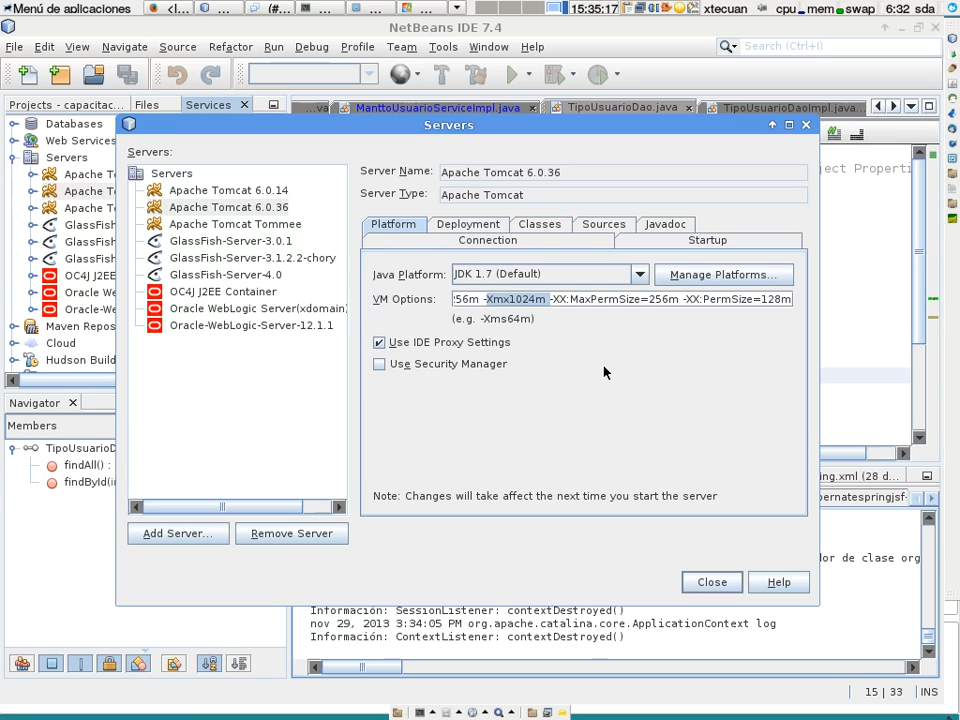 Menú de aplicaciones
<l...
(#...
15:35:17
xtecuan
cpu mem swap
6:32 sda
NetBeans IDE 7.4
File Edit View Navigate Source Refactor Run Debug Profile Team Tools Window Help
Search (Ctrl+I)
Projects - capacitac...
Files
Services
...va
ManttoUsuarioServiceImpl.java
TipoUsuarioDao.java
TipoUsuarioDaoImpl.java...
Databases
Web Services
Servers
Apache T
Apache T
Apache T
GlassFish
GlassFish
GlassFish
OC4J J2EE
Oracle We
Oracle-W
Maven Repos
Cloud
Hudson Build
Navigator
Members
TipoUsuarioD
findAll() :
findById(i
Servers
Servers:
Servers
Apache Tomcat 6.0.14
Apache Tomcat 6.0.36
Apache Tomcat Tommee
GlassFish-Server-3.0.1
GlassFish-Server-3.1.2.2-chory
GlassFish-Server-4.0
OC4J J2EE Container
Oracle WebLogic Server(xdomain)
Oracle-WebLogic-Server-12.1.1
Add Server...
Remove Server
Server Name: Apache Tomcat 6.0.36
Server Type: Apache Tomcat
Platform Deployment Classes Sources Javadoc
Connection Startup
Java Platform: JDK 1.7 (Default)
Manage Platforms...
VM Options: 56m -Xmx1024m -XX:MaxPermSize=256m -XX:PermSize=128m
(e.g. -Xms64m)
Use IDE Proxy Settings
Use Security Manager
Note: Changes will take affect the next time you start the server
Close
Help
ject Properti
ing.xml (28 d...
bernatespringjsf-
dor de clase org
Información: SessionListener: contextDestroyed()
nov 29, 2013 3:34:05 PM org.apache.catalina.core.ApplicationContext log
Información: ContextListener: contextDestroyed()
15 | 33
INS